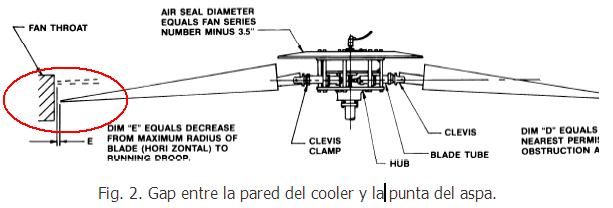 AIR SEAL DIAMETER
EQUALS FAN SERIES
NUMBER MINUS 3.5"
FAN THROAT
DIM "E" EQUALS DECREASE
FROM MAXIMUM RADIUS OF
BLADE (HORI ZONTAL) TO
RUNNING DROOP.
E
CLEVIS
CLAMP
HUB
CLEVIS
BLADE TUBE
DIM "D" EQUALS
NEAREST PERMIS
OBSTRUCTION A
Fig. 2. Gap entre la pared del cooler y la punta del aspa.